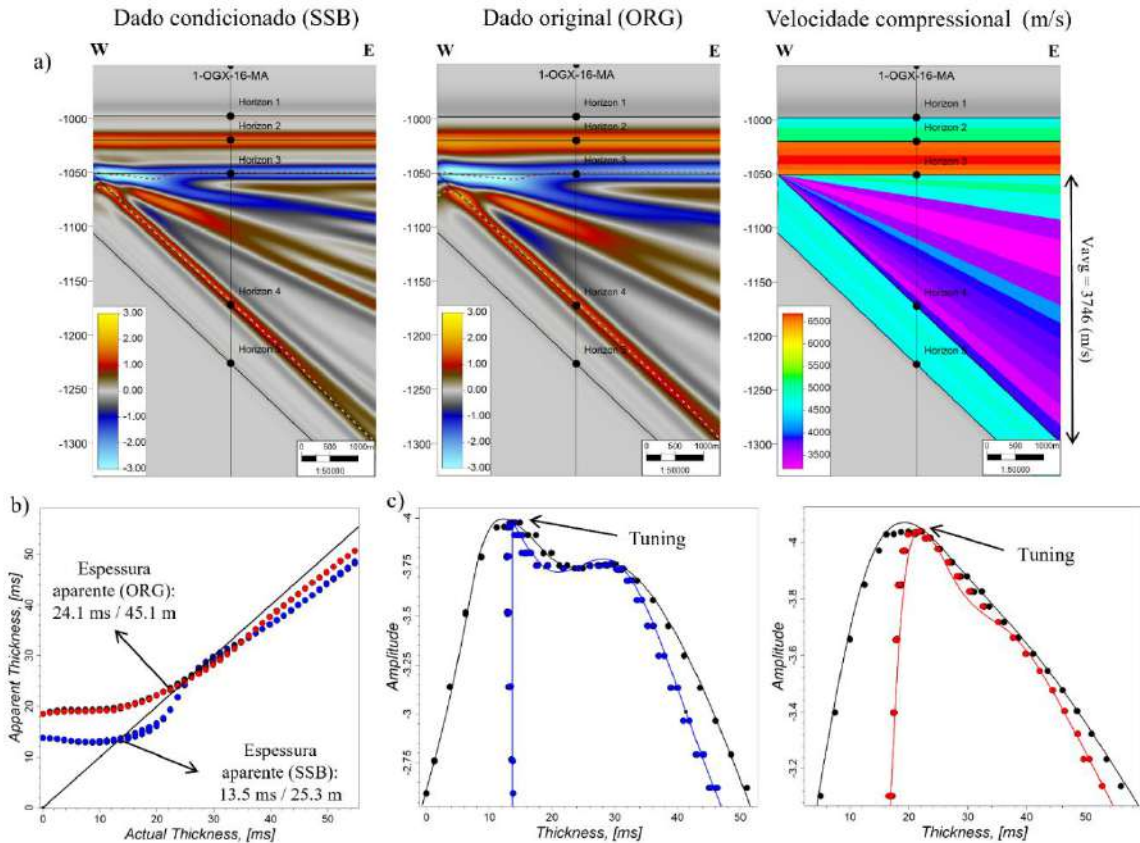 Dado condicionado (SSB)
Dado original (ORG)
Velocidade compressional (m/s)
a)
W
E
W
E
W
E
1-OGX-16-MA
Horizon 1
Horizon 2
Horizon 3
Horizon 4
-1000
-1050
-1100
-1150
-1200
-1250
-1300
3.00
2.00
1.00
0.00
-1.00
-2.00
-3.00
0 500 1000m
1:50000
1-OGX-16-MA
Horizon 1
Horizon 2
Horizon 3
Horizon 4
-1000
-1050
-1100
-1150
-1200
-1250
-1300
3.00
2.00
1.00
0.00
-1.00
-2.00
-3.00
0 500 1000m
1:50000
1-OGX-16-MA
Horizon 1
Horizon 2
Horizon 3
-1000
-1050
-1100
-1150
-1200
-1250
-1300
6500
6000
5500
5000
4500
4000
3500
0 500 1000m
1:50000
Vavg = 3746 (m/s)
b)
Apparent Thickness, [ms]
50
40
30
20
10
0
Espessura
aparente (ORG):
24.1 ms / 45.1 m
Espessura
aparente (SSB):
13.5 ms / 25.3 m
0 10 20 30 40 50
Actual Thickness, [ms]
c)
Amplitude
-4
-3.75
-3.5
-3.25
-3
-2.75
Tuning
0 10 20 30 40 50
Thickness, [ms]
Amplitude
-4
-3.8
-3.6
-3.4
-3.2
Tuning
0 10 20 30 40 50 60
Thickness, [ms]